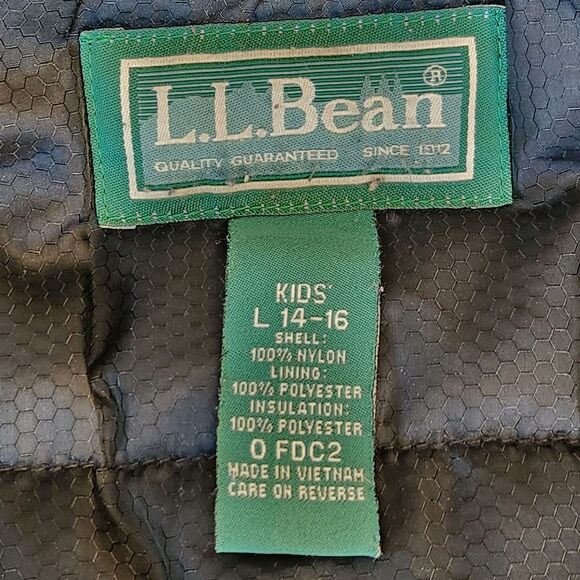 L.L.Bean®
QUALITY GUARANTEED SINCE 1912
KIDS'
L 14-16
SHELL:
100% NYLON
LINING:
100% POLYESTER
INSULATION:
100% POLYESTER
0 FDC2
MADE IN VIETNAM
CARE ON REVERSE